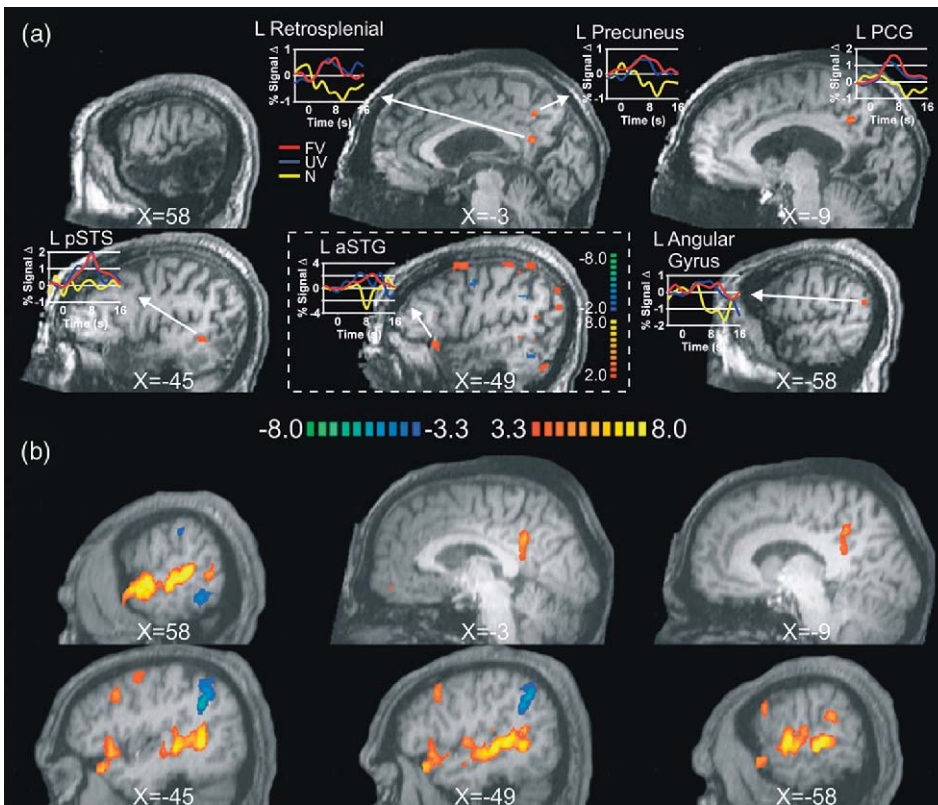 (a)
L Retrosplenial
% Signal Δ
1
0
-1
0 8 16
Time (s)
FV
UV
N
L Precuneus
% Signal Δ
1
0
-1
0 8 16
Time (s)
L PCG
% Signal Δ
2
1
0
-1
0 8 16
Time (s)
X=58
X=-3
X=-9
L pSTS
% Signal Δ
2
1
0
-1
0 8 16
Time (s)
X=-45
L aSTG
% Signal Δ
4
2
0
-4
0 8 16
Time (s)
-8.0
-2.0
8.0
2.0
X=-49
L Angular
Gyrus
% Signal Δ
1
0
-1
-2
0 8 16
Time (s)
X=-58
-8.0 -3.3 3.3 8.0
(b)
X=58
X=-3
X=-9
X=-45
X=-49
X=-58